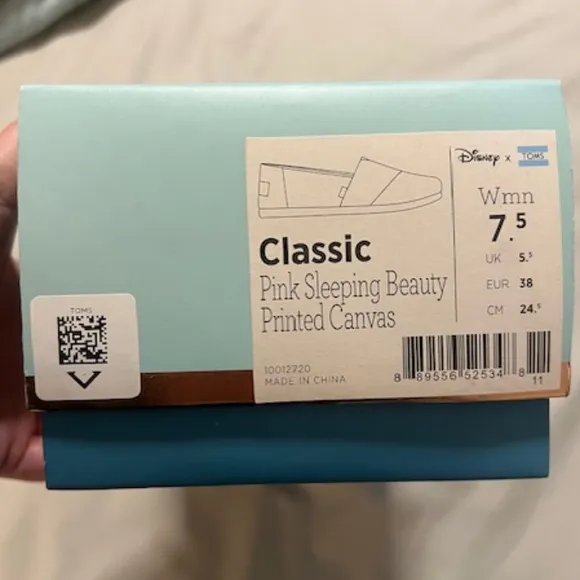 Disney x TOMS
Wmn
7.5
UK 5.5
EUR 38
CM 24.5
Classic
Pink Sleeping Beauty
Printed Canvas
10012720
MADE IN CHINA
8 89556 52534 8
11
TOMS